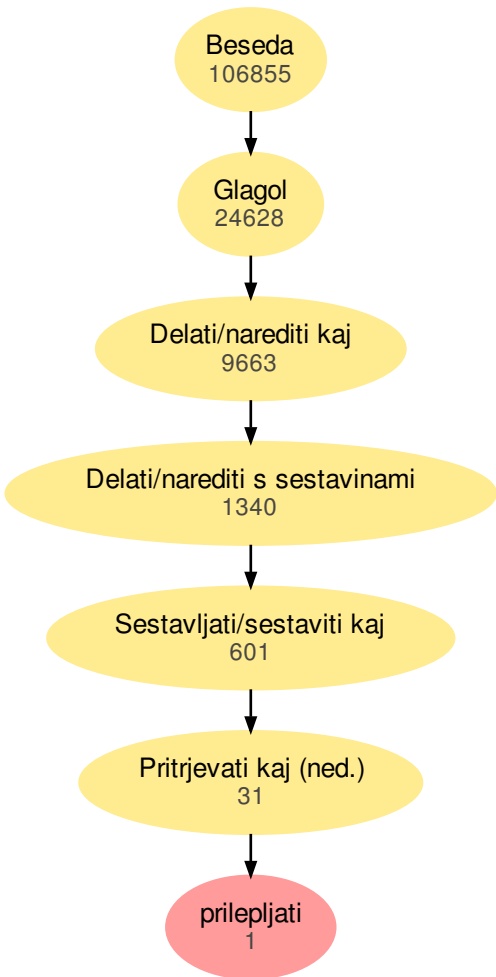 Beseda
106855
Glagol
24628
Delati/narediti kaj
9663
Delati/narediti s sestavinami
1340
Sestavljati/sestaviti kaj
601
Pritrjevati kaj (ned.)
31
prilepljati
1